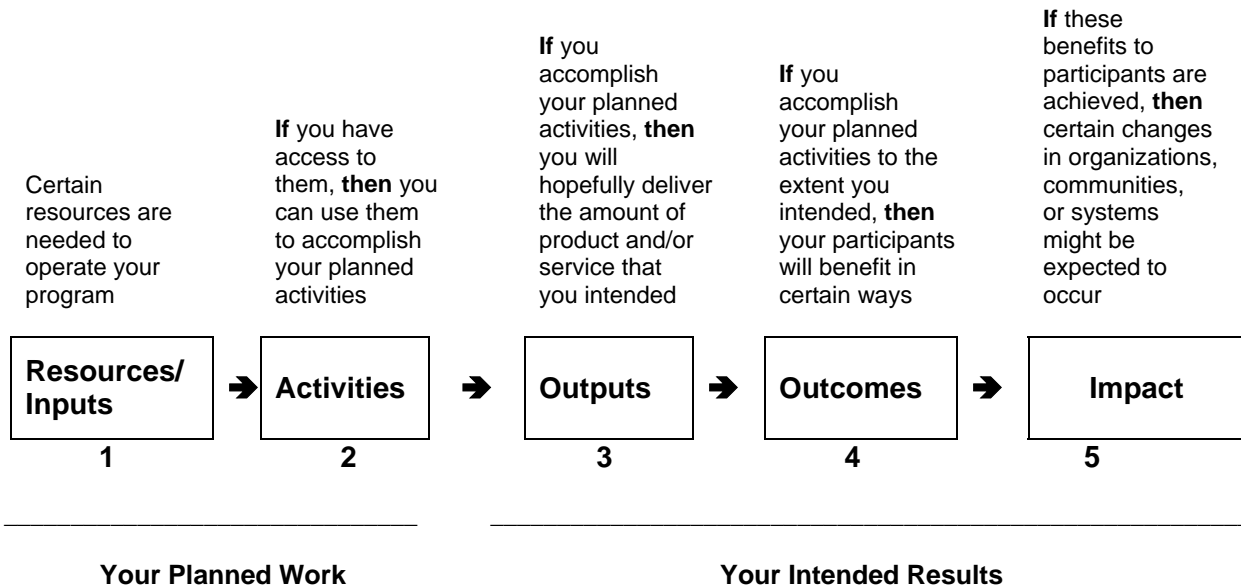 Certain
resources are
needed to
operate your
program
If you have
access to
them, then you
can use them
to accomplish
your planned
activities
If you
accomplish
your planned
activities, then
you will
hopefully deliver
the amount of
product and/or
service that
you intended
If you
accomplish
your planned
activities to the
extent you
intended, then
your participants
will benefit in
certain ways
If these
benefits to
participants are
achieved, then
certain changes
in organizations,
communities,
or systems
might be
expected to
occur
Resources/
Inputs
Activities
Outputs
Outcomes
Impact
1
2
3
4
5
Your Planned Work
Your Intended Results